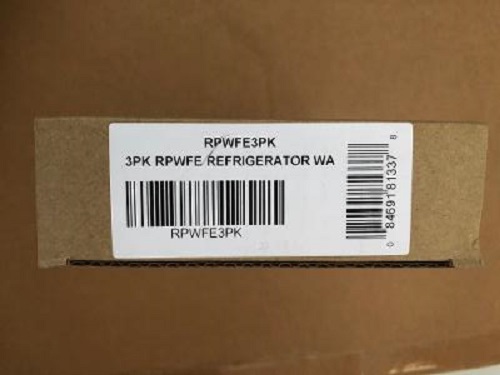 RPWFE3PK
3PK RPWFE REFRIGERATOR WA
RPWFE3PK
0 84691 81337 8